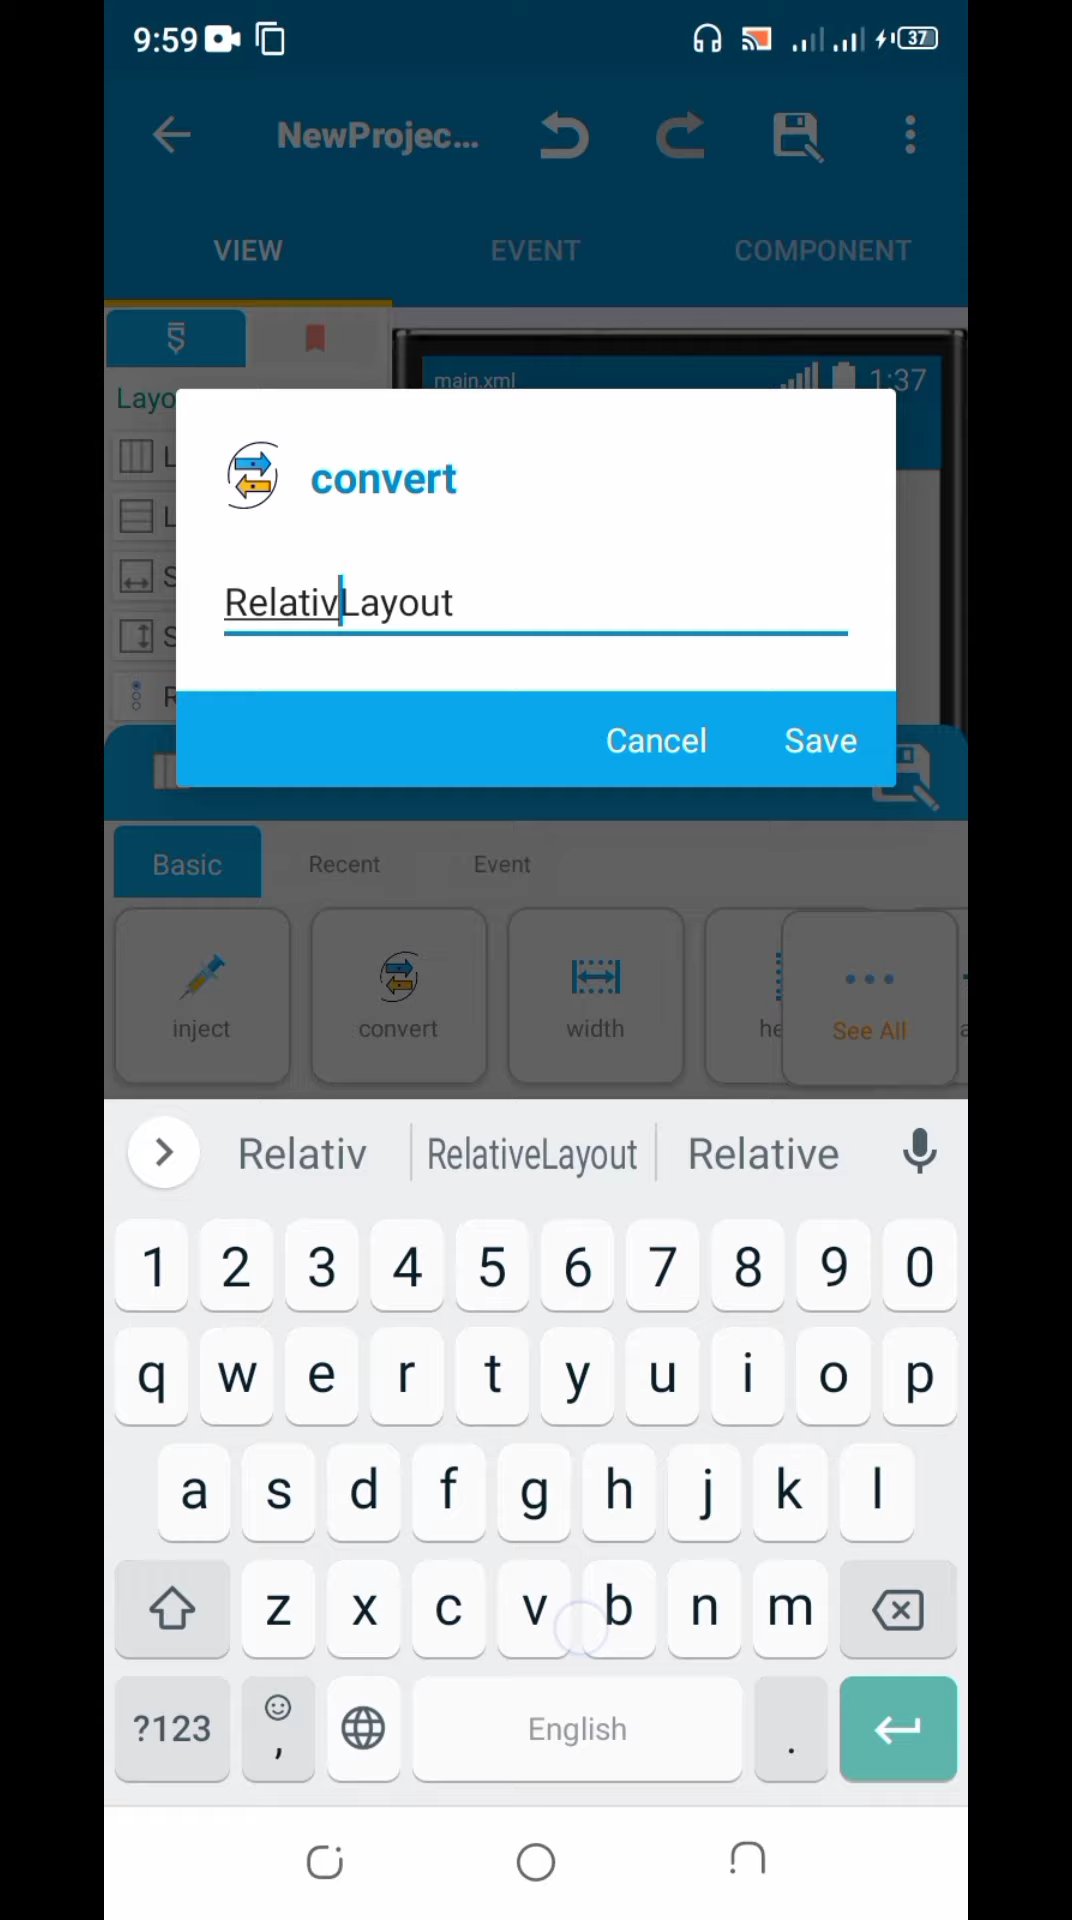 9:59
37
NewProjec...
VIEW EVENT COMPONENT
main.xml 1:37
Layo
L
L
S
S
R
convert
RelativLayout
Cancel Save
Basic Recent Event
inject convert width he See All a
Relativ RelativeLayout Relative
1 2 3 4 5 6 7 8 9 0
q w e r t y u i o p
a s d f g h j k l
z x c v b n m
?123 , English .